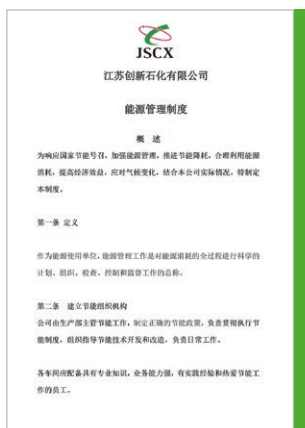 JSCX
江苏创新石化有限公司
能源管理制度
概 述
为响应国家节能号召，加强能源管理，推进节能降耗，合理利用能源
消耗，提高经济效益，应对气候变化，结合本公司实际情况，特制定
本制度。
第一条 定义
作为能源使用单位，能源管理工作是对能源消耗的全过程进行科学的
计划、组织、检查、控制和监督工作的总称。
第二条 建立节能组织机构
公司由生产部主管节能工作，制定正确的节能政策，负责贯彻执行节
能制度，组织指导节能技术开发和改造，负责日常工作。
各车间应配备具有专业知识，业务能力强，有实践经验和热爱节能工
作的员工。